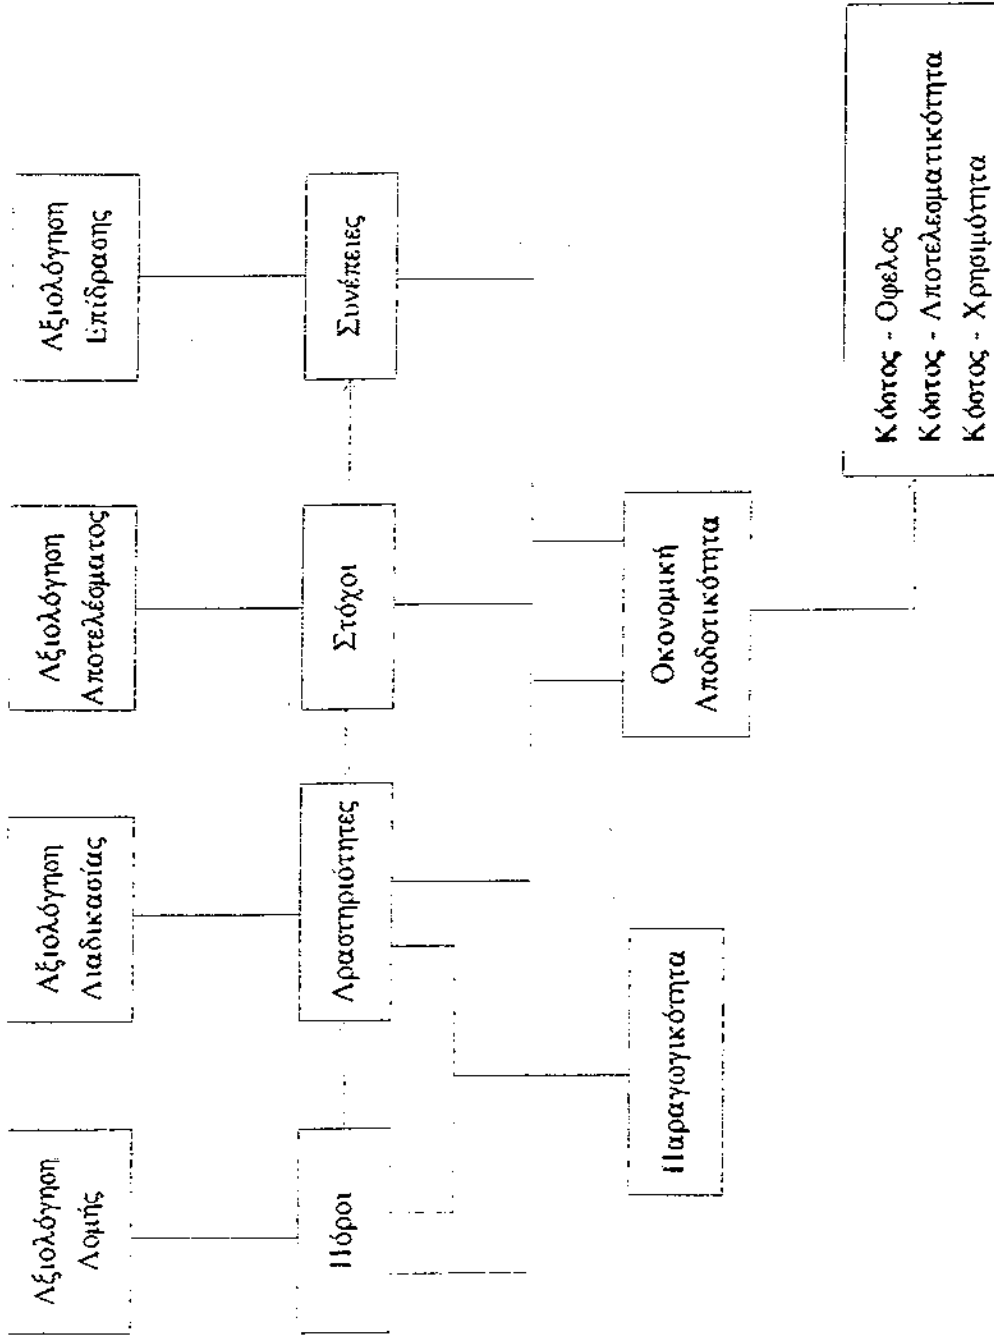 Αξιολόγηση
Δομής
Αξιολόγηση
Διαδικασίας
Αξιολόγηση
Αποτελέσματος
Αξιολόγηση
Επίδρασης
Πόροι
Δραστηριότητες
Στόχοι
Συνέπειες
Παραγωγικότητα
Οκονομική
Αποδοτικότητα
Κόστος - Οφελος
Κόστος - Αποτελεσματικότητα
Κόστος - Χρησιμότητα